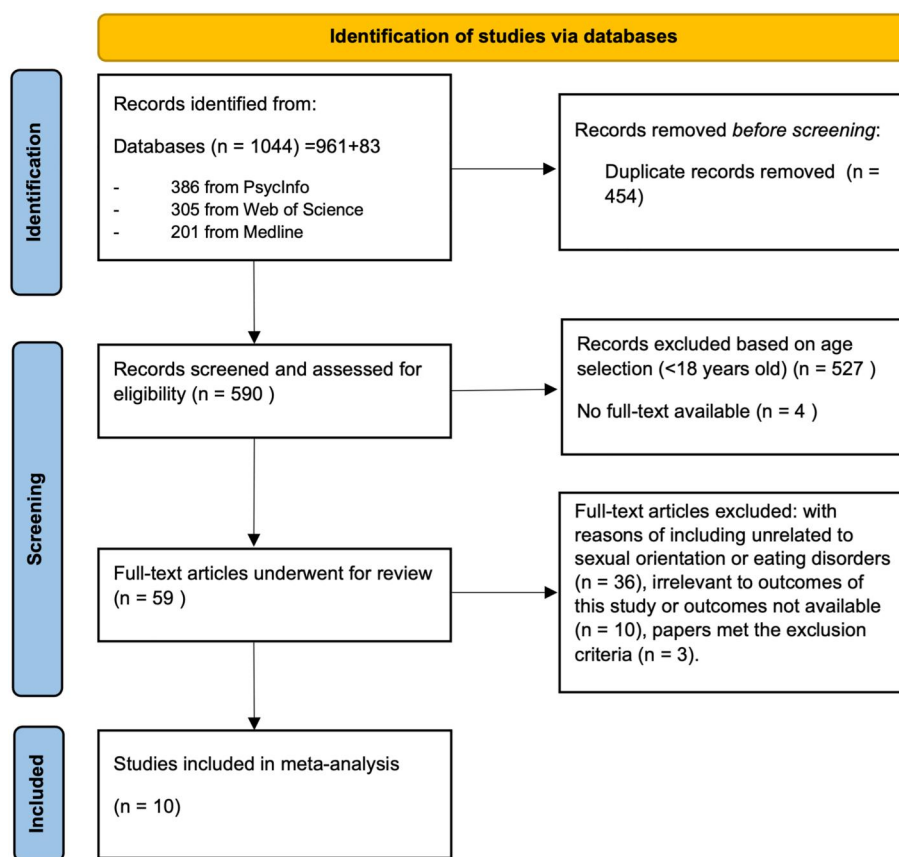 Identification of studies via databases
Identification
Records identified from:
Databases (n = 1044) =961+83
- 386 from PsycInfo
- 305 from Web of Science
- 201 from Medline
Records removed before screening:
Duplicate records removed (n =
454)
Screening
Records screened and assessed for
eligibility (n = 590 )
Records excluded based on age
selection (<18 years old) (n = 527 )
No full-text available (n = 4 )
Full-text articles underwent for review
(n = 59 )
Full-text articles excluded: with
reasons of including unrelated to
sexual orientation or eating disorders
(n = 36), irrelevant to outcomes of
this study or outcomes not available
(n = 10), papers met the exclusion
criteria (n = 3).
Included
Studies included in meta-analysis
(n = 10)